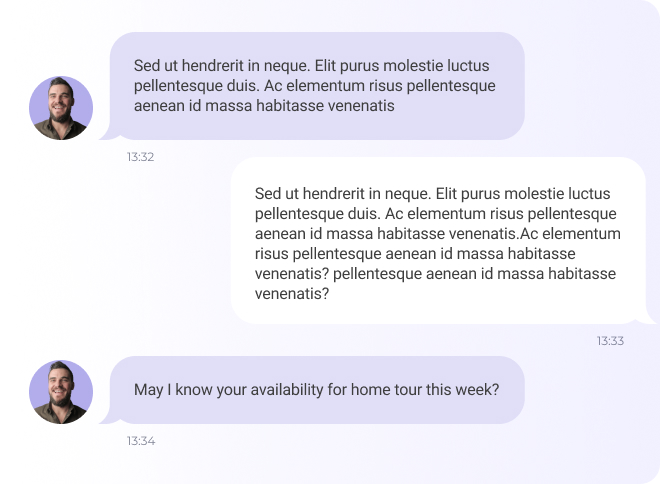 Sed ut hendrerit in neque. Elit purus molestie luctus
pellentesque duis. Ac elementum risus pellentesque
aenean id massa habitasse venenatis
13:32
Sed ut hendrerit in neque. Elit purus molestie luctus
pellentesque duis. Ac elementum risus pellentesque
aenean id massa habitasse venenatis.Ac elementum
risus pellentesque aenean id massa habitasse
venenatis? pellentesque aenean id massa habitasse
venenatis?
13:33
May I know your availability for home tour this week?
13:34